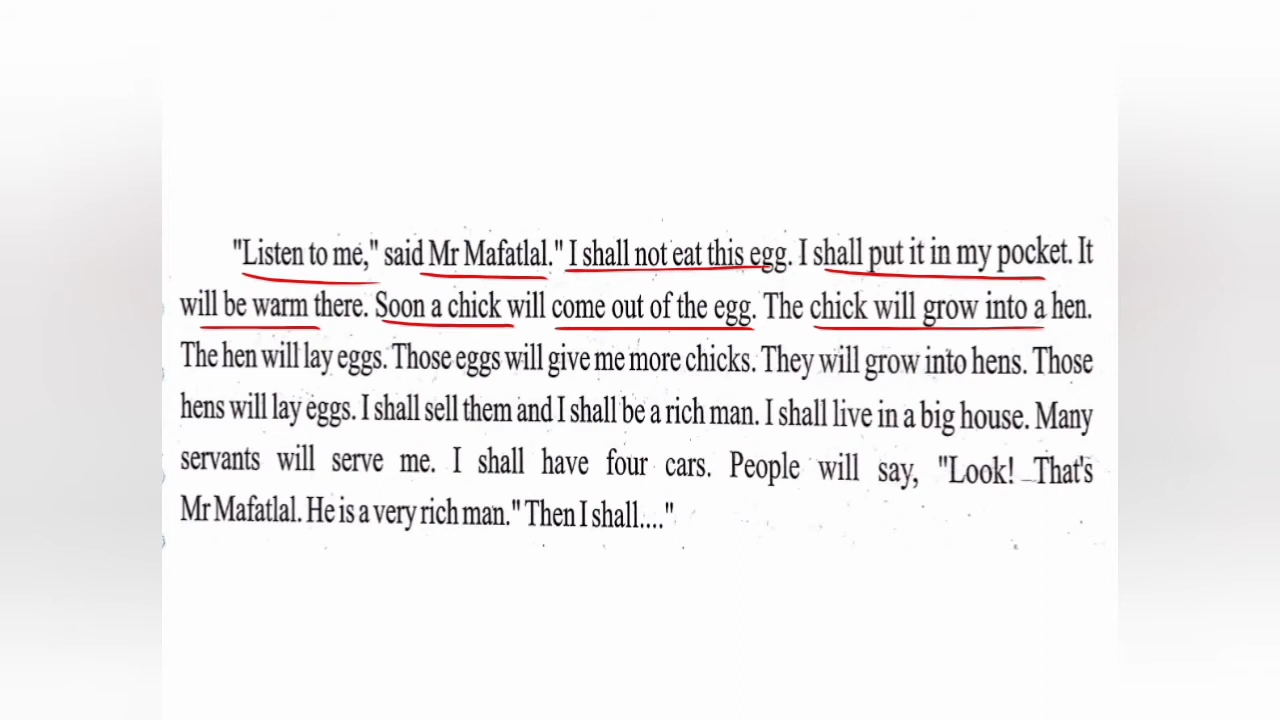 "Listen to me," said Mr Mafatlal." I shall not eat this egg. I shall put it in my pocket. It
will be warm there. Soon a chick will come out of the egg. The chick will grow into a hen.
The hen will lay eggs. Those eggs will give me more chicks. They will grow into hens. Those
hens will lay eggs. I shall sell them and I shall be a rich man. I shall live in a big house. Many
servants will serve me. I shall have four cars. People will say, "Look! That's
Mr Mafatlal. He is a very rich man." Then I shall...."